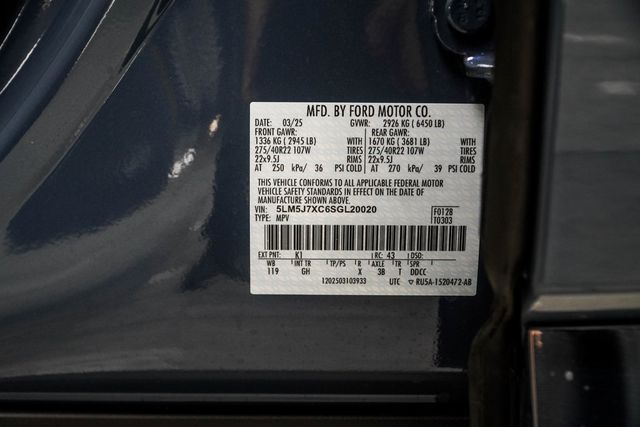 MFD. BY FORD MOTOR CO.
DATE: 03/25 GVWR: 2926 KG ( 6450 LB)
FRONT GAWR: REAR GAWR:
1336 KG ( 2945 LB) WITH 1670 KG ( 3681 LB) WITH
275/40R22 107W TIRES 275/40R22 107W TIRES
22x9.5J RIMS 22x9.5J RIMS
AT 250 kPa/ 36 PSI COLD AT 270 kPa/ 39 PSI COLD
THIS VEHICLE CONFORMS TO ALL APPLICABLE FEDERAL MOTOR
VEHICLE SAFETY STANDARDS IN EFFECT ON THE DATE OF
MANUFACTURE SHOWN ABOVE.
VIN: 5LM5J7XC6SGL20020 F0128
TYPE: MPV T0303
EXT PNT: K1 RC: 43 DSO:
WB INT TR TP/PS R AXLE TR SPR
119 GH X 3B T DDCC
1202503103933 UTC ▽ RU5A-1520472-AB